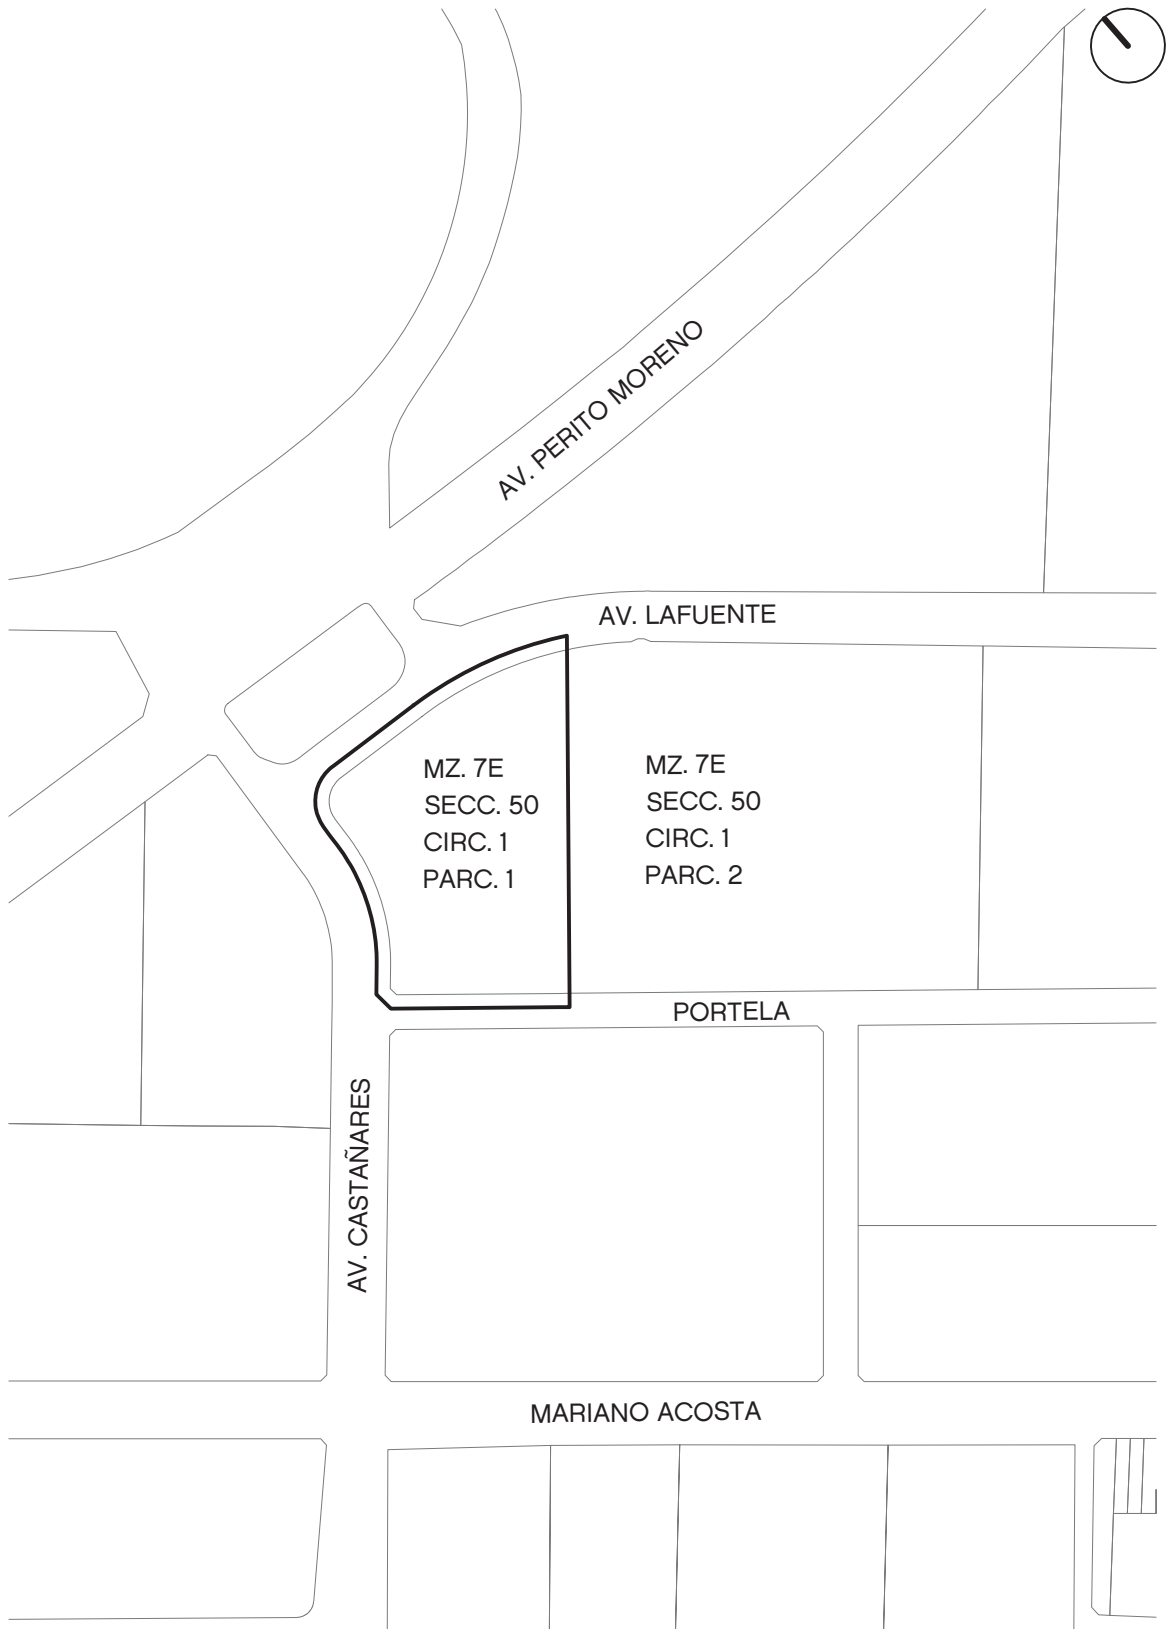 AV. PERITO MORENO
AV. LAFUENTE
MZ. 7E
SECC. 50
CIRC. 1
PARC. 1
MZ. 7E
SECC. 50
CIRC. 1
PARC. 2
PORTELA
AV. CASTAÑARES
MARIANO ACOSTA